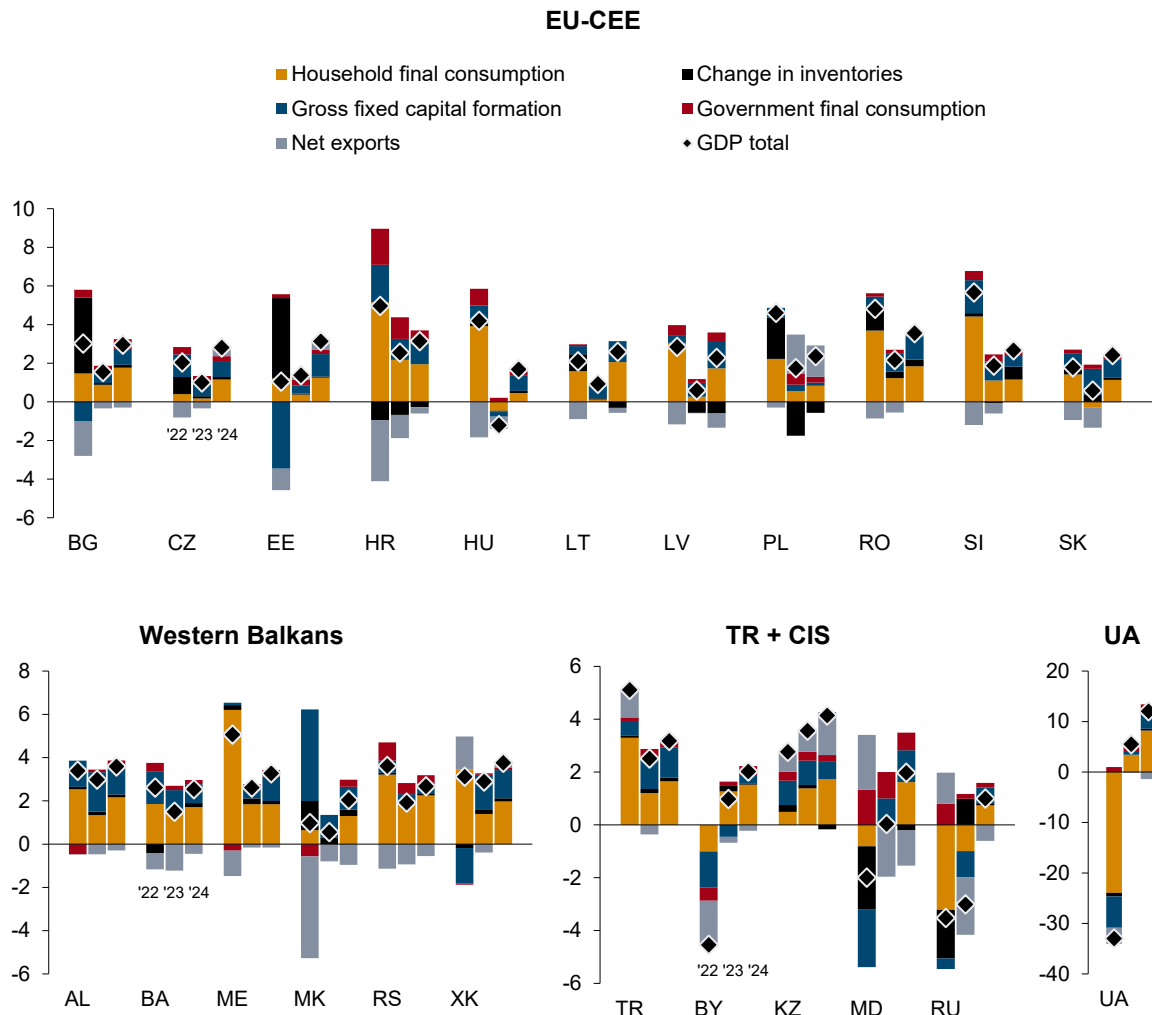 EU-CEE
Household final consumption
Change in inventories
Gross fixed capital formation
Government final consumption
Net exports
GDP total
10
8
6
4
2
0
-2
-4
-6
'22 '23 '24
BG CZ EE HR HU LT LV PL RO SI SK
Western Balkans
8
6
4
2
0
-2
-4
-6
'22 '23 '24
AL BA ME MK RS XK
TR + CIS
6
4
2
0
-2
-4
-6
'22 '23 '24
TR BY KZ MD RU
UA
20
10
0
-10
-20
-30
-40
UA